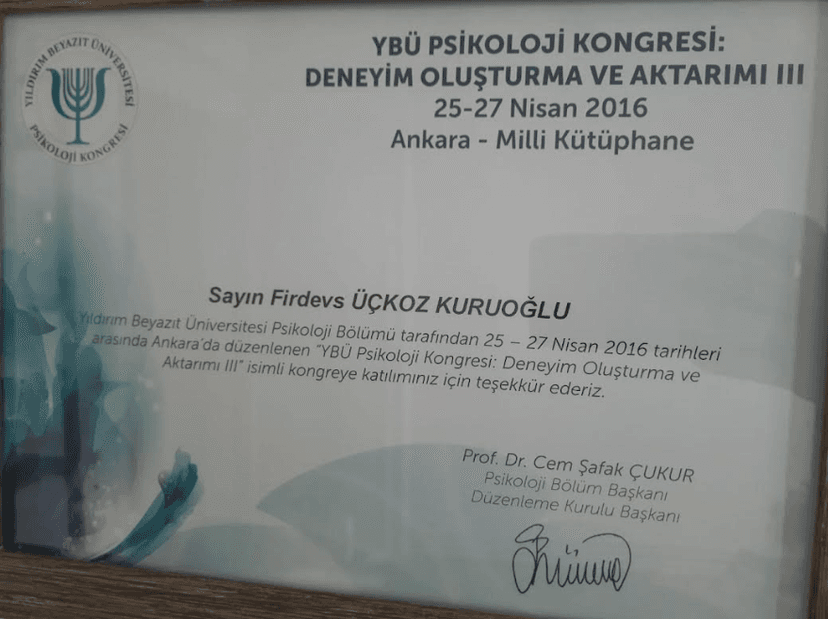 YILDIRIM BEYAZIT ÜNİVERSİTESİ
PSİKOLOJİ KONGRESİ
YBÜ PSİKOLOJİ KONGRESİ:
DENEYİM OLUŞTURMA VE AKTARIMI III
25-27 Nisan 2016
Ankara - Milli Kütüphane
Sayın Firdevs ÜÇKOZ KURUOĞLU
Yıldırım Beyazıt Üniversitesi Psikoloji Bölümü tarafından 25 – 27 Nisan 2016 tarihleri
arasında Ankara'da düzenlenen "YBÜ Psikoloji Kongresi: Deneyim Oluşturma ve
Aktarımı III" isimli kongreye katılımınız için teşekkür ederiz.
Prof. Dr. Cem Şafak ÇUKUR
Psikoloji Bölüm Başkanı
Düzenleme Kurulu Başkanı